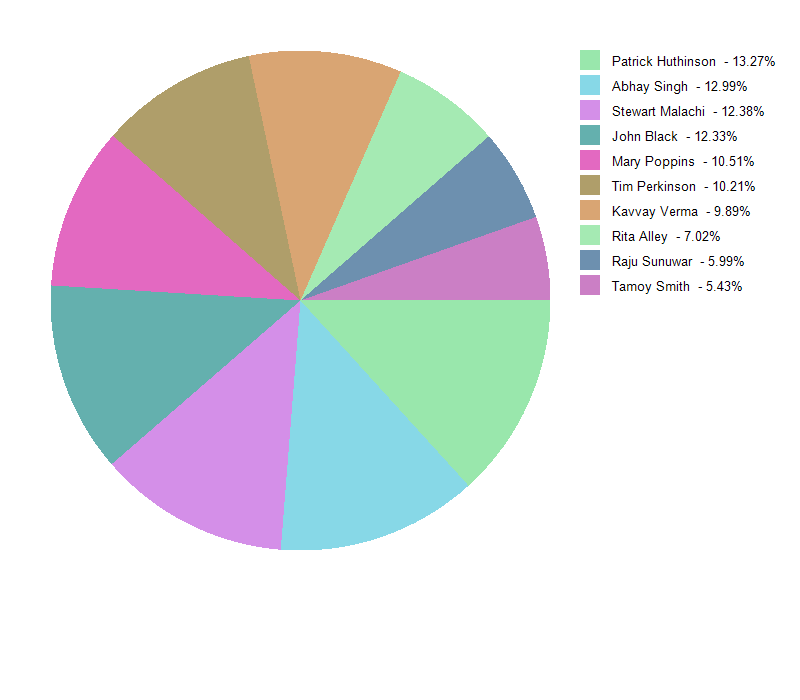 Patrick Huthinson - 13.27%
Abhay Singh - 12.99%
Stewart Malachi - 12.38%
John Black - 12.33%
Mary Poppins - 10.51%
Tim Perkinson - 10.21%
Kavvay Verma - 9.89%
Rita Alley - 7.02%
Raju Sunuwar - 5.99%
Tamoy Smith - 5.43%